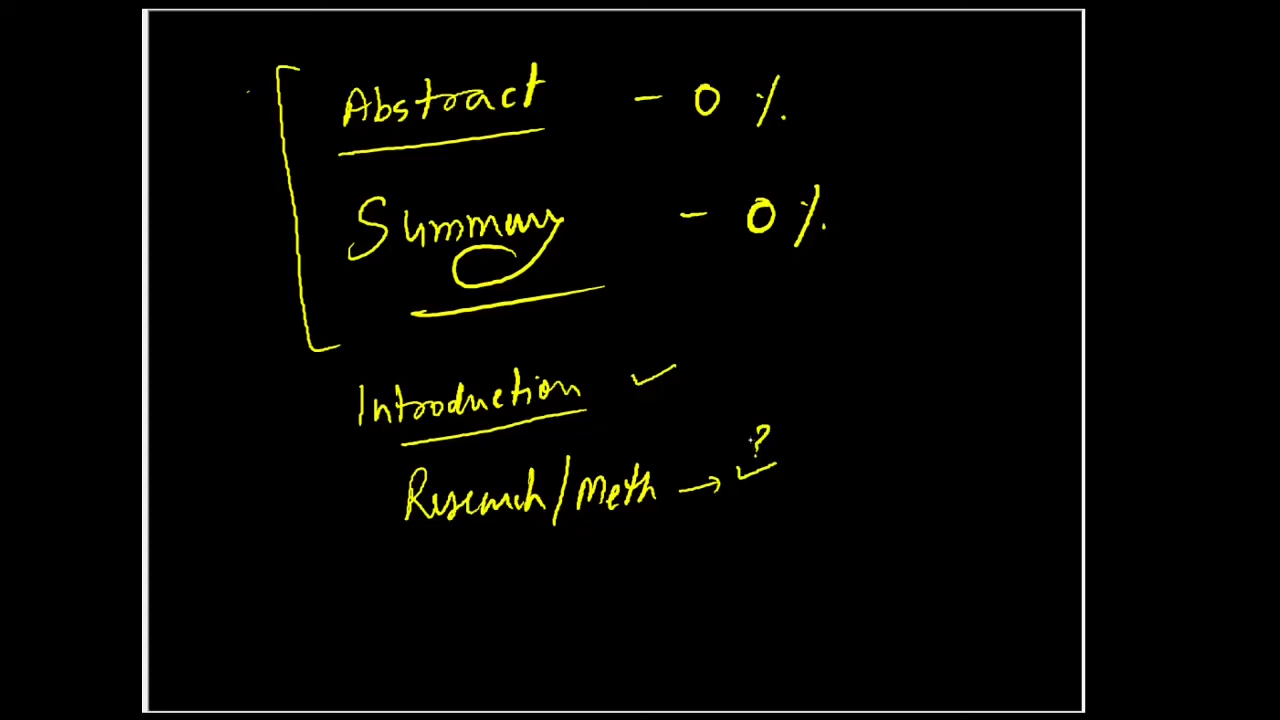 Abstract - 0 %.
Summary - 0 %.
Introduction ✓
?
Research/Meth → ✓